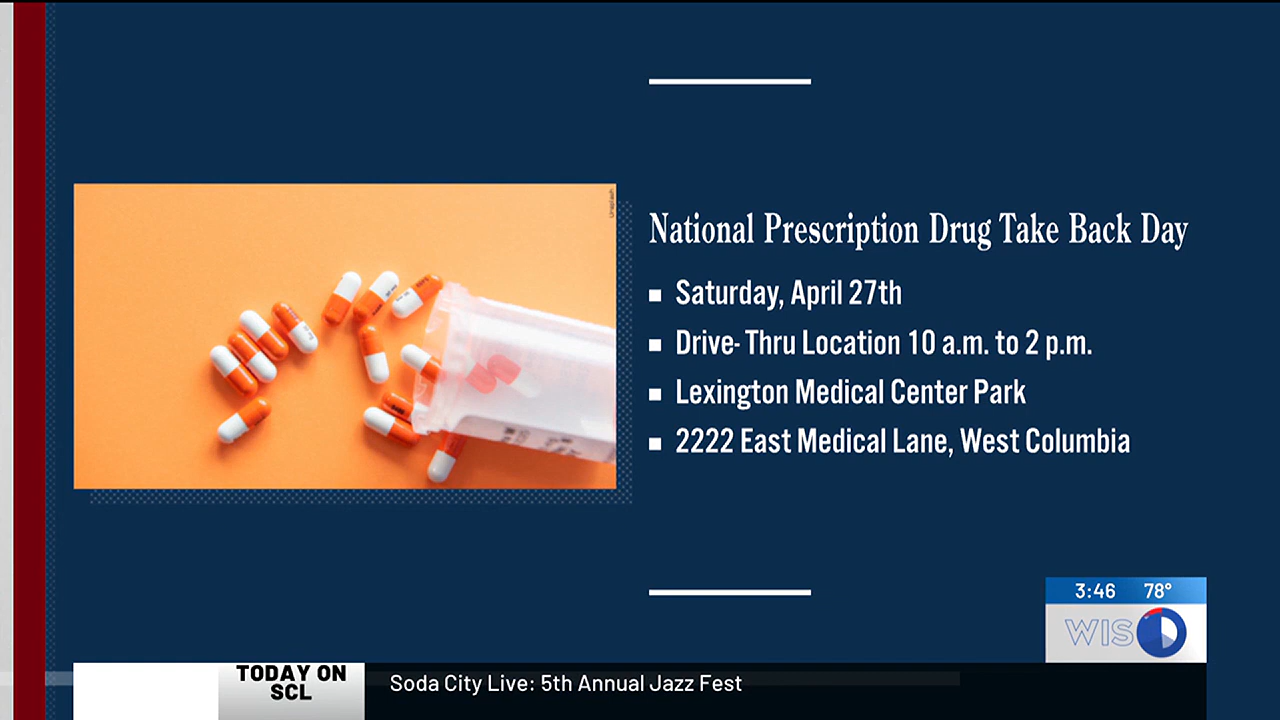 Unsplash
National Prescription Drug Take Back Day
Saturday, April 27th
Drive- Thru Location 10 a.m. to 2 p.m.
Lexington Medical Center Park
2222 East Medical Lane, West Columbia
3:46 78°
WIS
TODAY ON
SCL
Soda City Live: 5th Annual Jazz Fest